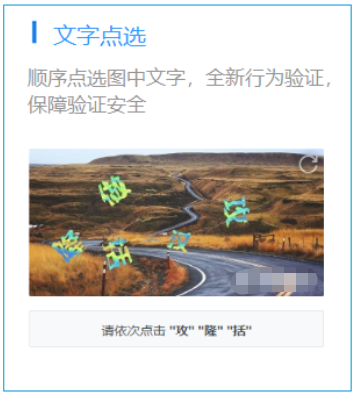 文字点选
顺序点选图中文字，全新行为验证，
保障验证安全
攻
请依次点击 "攻" "隆" "括"